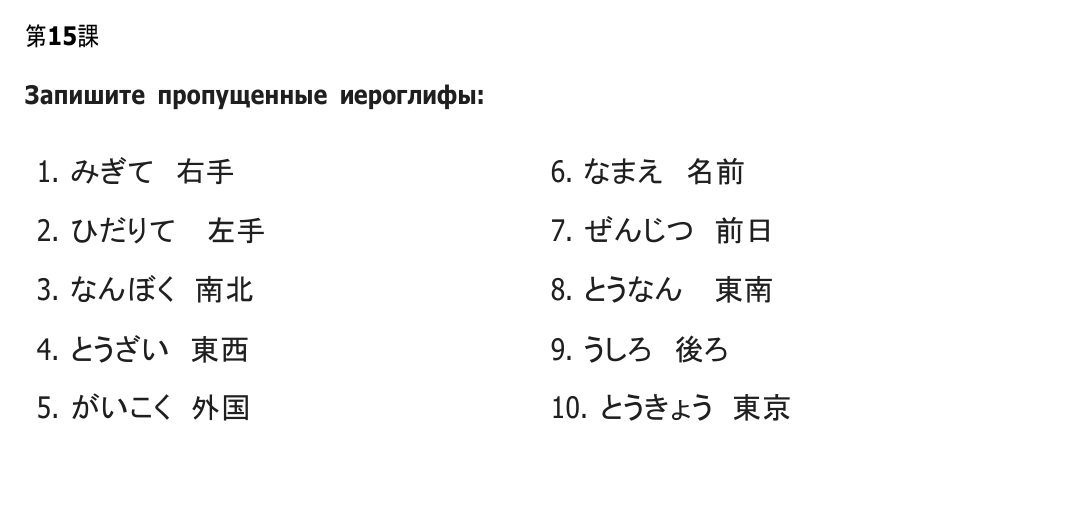 第15課
Запишите пропущенные иероглифы:
1. みぎて 右手
2. ひだりて 左手
3. なんぼく 南北
4. とうざい 東西
5. がいこく 外国
6. なまえ 名前
7. ぜんじつ 前日
8. とうなん 東南
9. うしろ 後ろ
10. とうきょう 東京